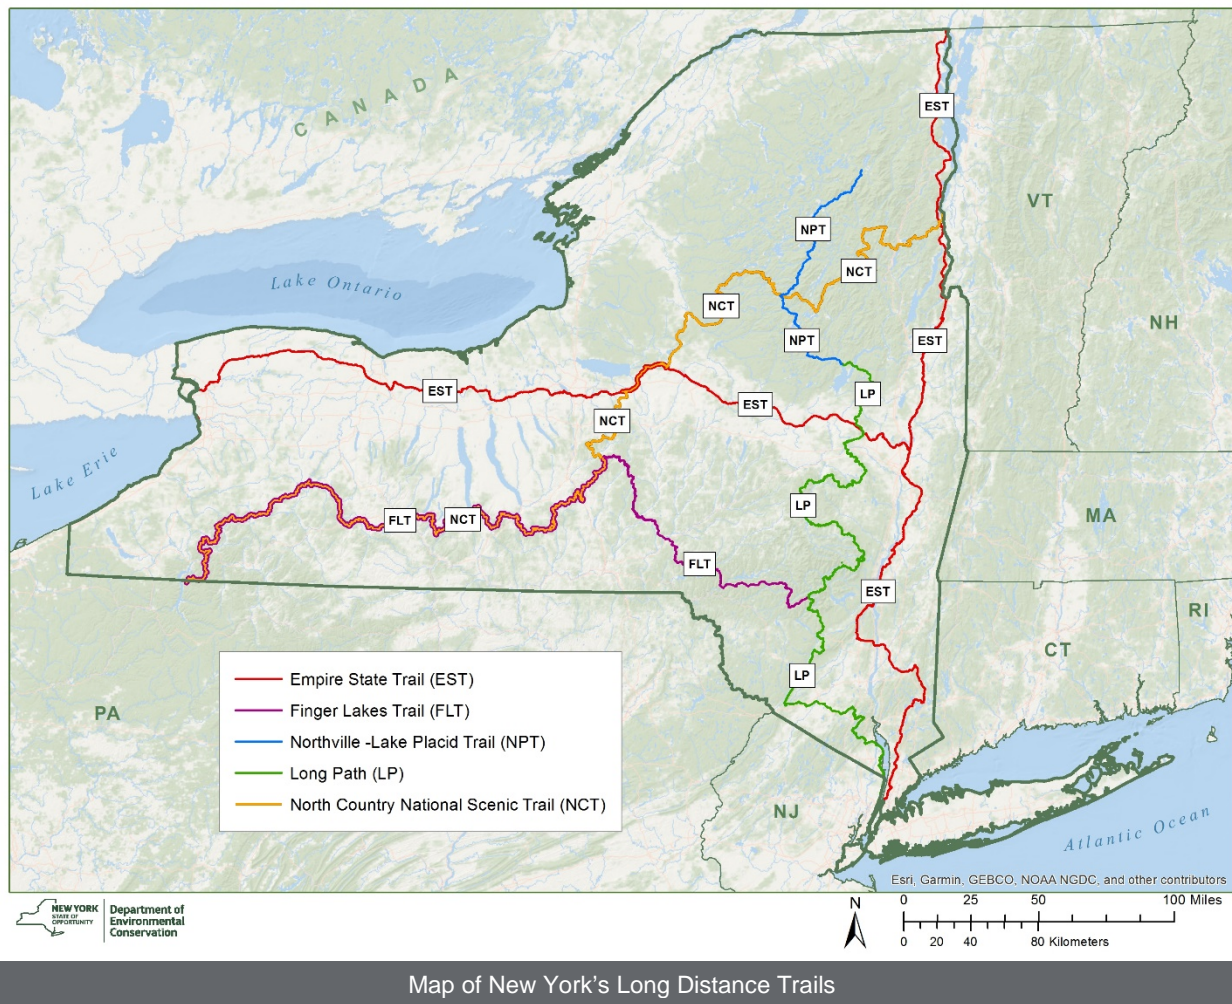 CANADA
EST
VT
NPT
NCT
Lake Ontario
NCT
NH
NPT
EST
EST
LP
EST
NCT
Lake Erie
LP
MA
FLT
NCT
FLT
EST
RI
CT
LP
PA
NJ
Atlantic Ocean
Empire State Trail (EST)
Finger Lakes Trail (FLT)
Northville -Lake Placid Trail (NPT)
Long Path (LP)
North Country National Scenic Trail (NCT)
Esri, Garmin, GEBCO, NOAA NGDC, and other contributors
NEW YORK
STATE OF
OPPORTUNITY
Department of
Environmental
Conservation
N
0 25 50 100 Miles
0 20 40 80 Kilometers
Map of New York's Long Distance Trails